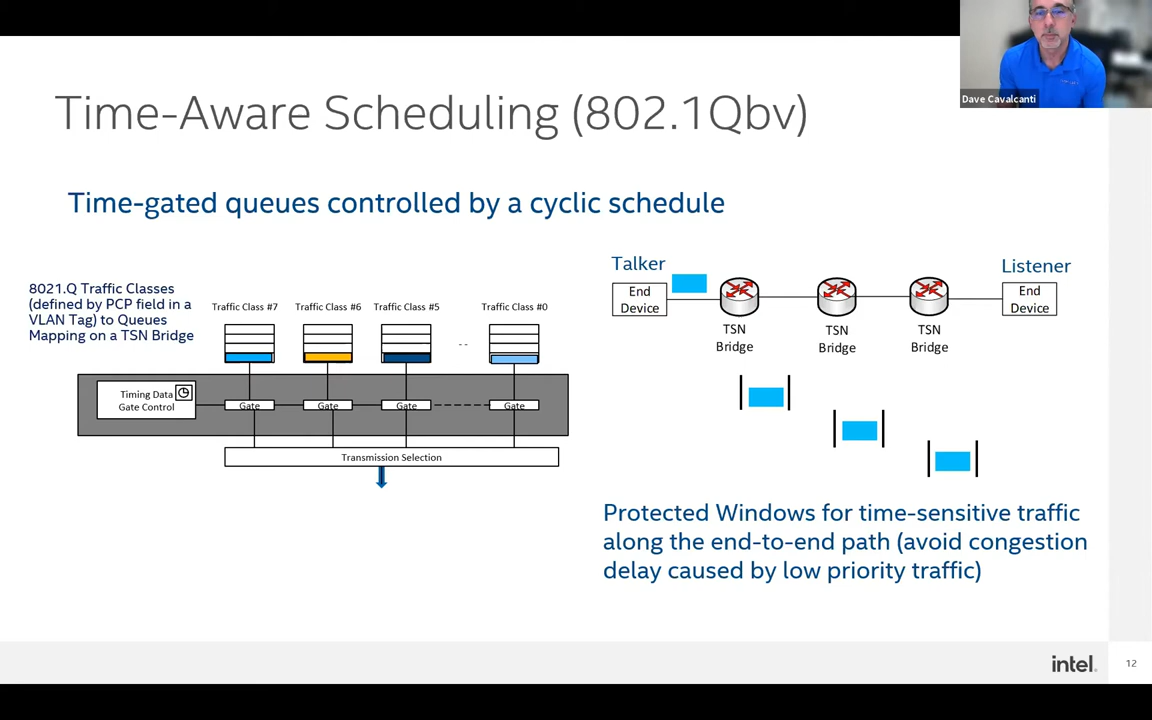 Dave Cavalcanti
Time-Aware Scheduling (802.1Qbv)
Time-gated queues controlled by a cyclic schedule
8021.Q Traffic Classes
(defined by PCP field in a
VLAN Tag) to Queues
Mapping on a TSN Bridge
Traffic Class #7
Traffic Class #6
Traffic Class #5
Traffic Class #0
Timing Data
Gate Control
Gate
Gate
Gate
Gate
Transmission Selection
Talker
Listener
End
Device
End
Device
TSN
Bridge
TSN
Bridge
TSN
Bridge
Protected Windows for time-sensitive traffic
along the end-to-end path (avoid congestion
delay caused by low priority traffic)
intel.
12